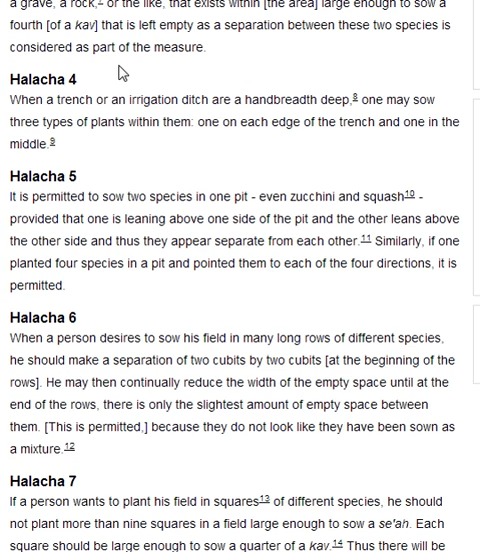 a grave, a rock,7 or the like, that exists within [the area] large enough to sow a
fourth [of a kav] that is left empty as a separation between these two species is
considered as part of the measure.
Halacha 4
When a trench or an irrigation ditch are a handbreadth deep,8 one may sow
three types of plants within them: one on each edge of the trench and one in the
middle.9
Halacha 5
It is permitted to sow two species in one pit - even zucchini and squash10 -
provided that one is leaning above one side of the pit and the other leans above
the other side and thus they appear separate from each other.11 Similarly, if one
planted four species in a pit and pointed them to each of the four directions, it is
permitted.
Halacha 6
When a person desires to sow his field in many long rows of different species,
he should make a separation of two cubits by two cubits [at the beginning of the
rows]. He may then continually reduce the width of the empty space until at the
end of the rows, there is only the slightest amount of empty space between
them. [This is permitted,] because they do not look like they have been sown as
a mixture.12
Halacha 7
If a person wants to plant his field in squares13 of different species, he should
not plant more than nine squares in a field large enough to sow a se'ah. Each
square should be large enough to sow a quarter of a kav.14 Thus there will be